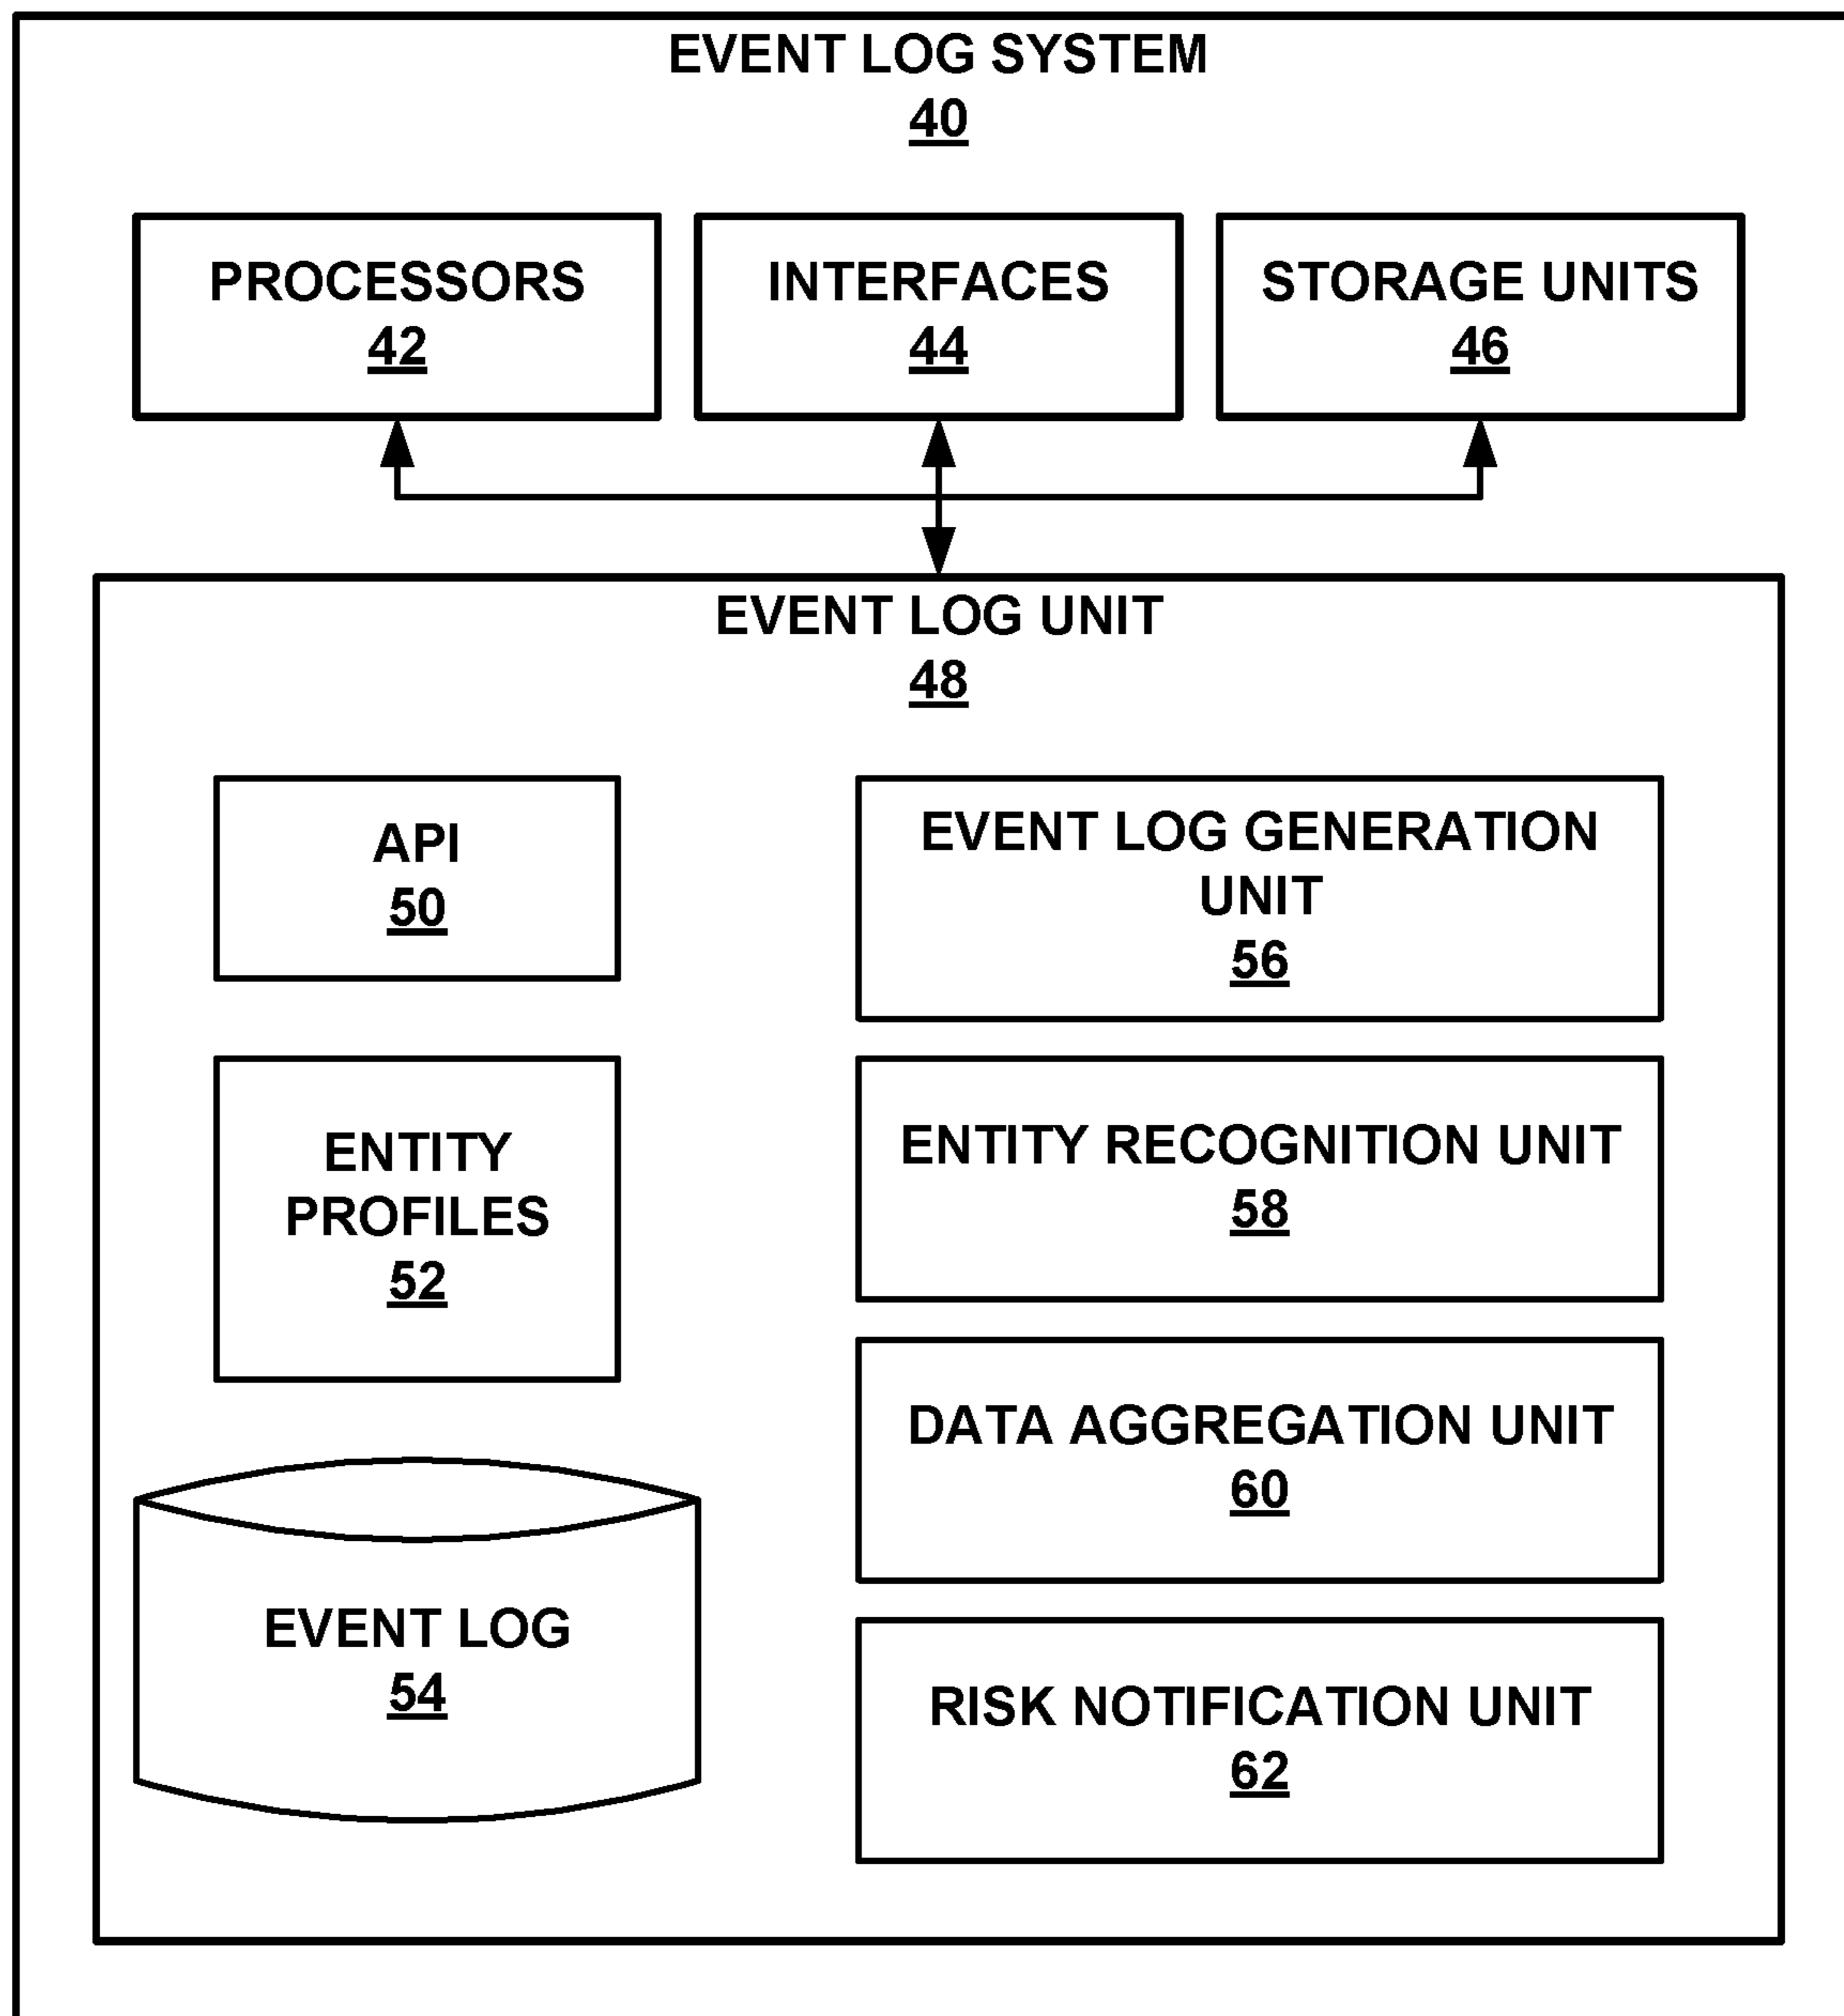 EVENT LOG SYSTEM
40
PROCESSORS
42
INTERFACES
44
STORAGE UNITS
46
EVENT LOG UNIT
48
API
50
ENTITY
PROFILES
52
EVENT LOG
54
EVENT LOG GENERATION
UNIT
56
ENTITY RECOGNITION UNIT
58
DATA AGGREGATION UNIT
60
RISK NOTIFICATION UNIT
62